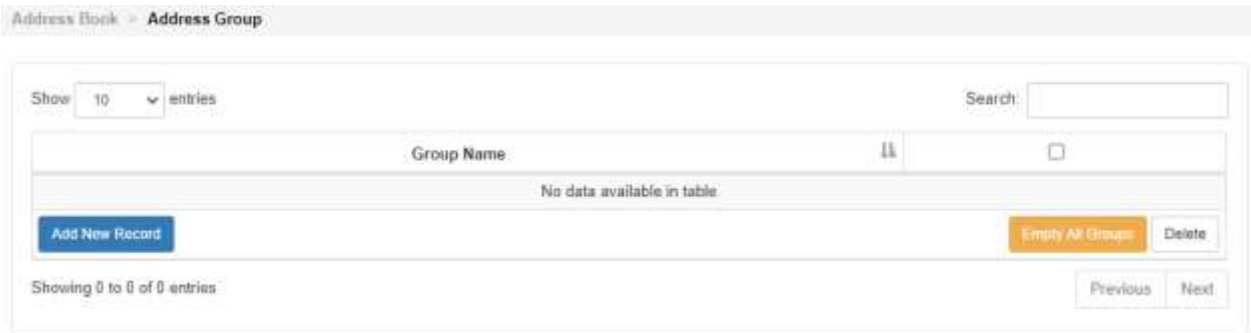 Address Book > Address Group
Show 10 entries Search:
Group Name
No data available in table
Add New Record Empty All Groups Delete
Showing 0 to 0 of 0 entries Previous Next